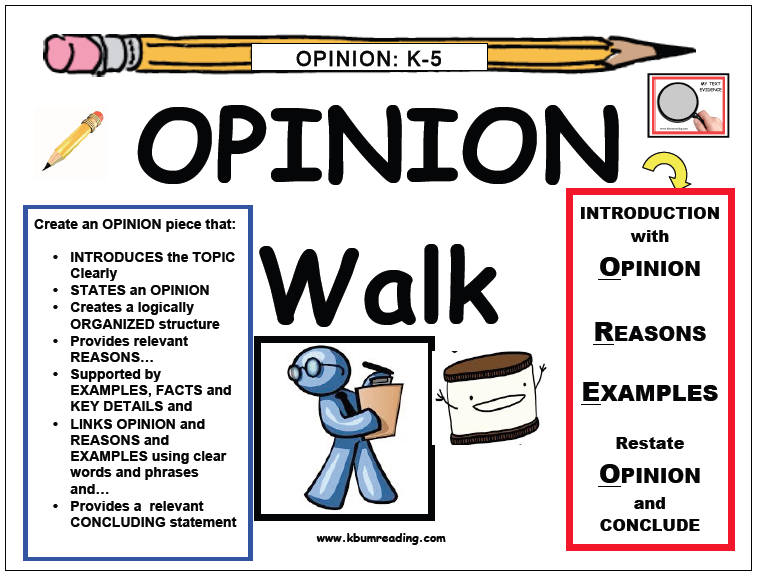 OPINION: K-5
MY TEXT
EVIDENCE
www.kbumreading.com
OPINION
Walk
Create an OPINION piece that:
• INTRODUCES the TOPIC
Clearly
• STATES an OPINION
• Creates a logically
ORGANIZED structure
• Provides relevant
REASONS…
• Supported by
EXAMPLES, FACTS and
KEY DETAILS and
• LINKS OPINION and
REASONS and
EXAMPLES using clear
words and phrases
and…
• Provides a relevant
CONCLUDING statement
INTRODUCTION
with
OPINION
REASONS
EXAMPLES
Restate
OPINION
and
CONCLUDE
www.kbumreading.com